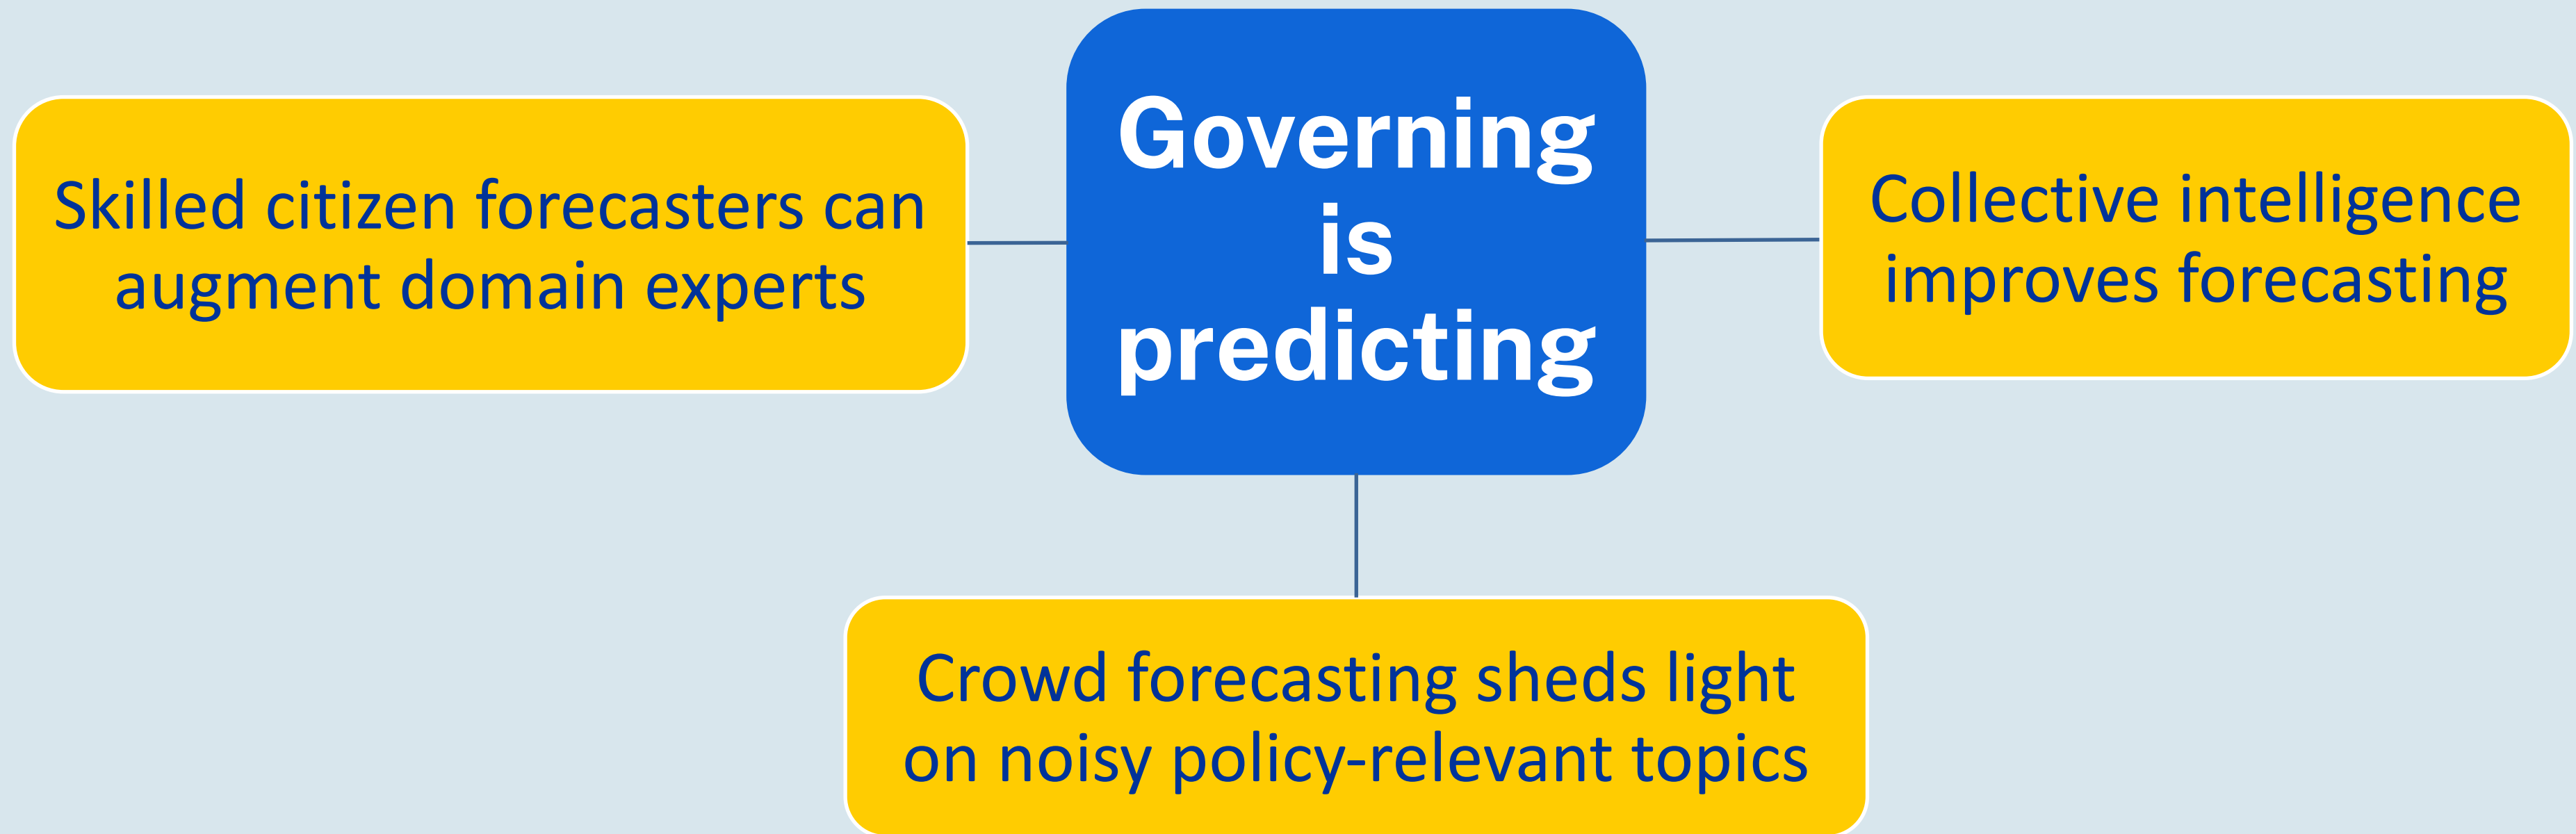 Skilled citizen forecasters can
augment domain experts
Governing
is
predicting
Collective intelligence
improves forecasting
Crowd forecasting sheds light
on noisy policy-relevant topics